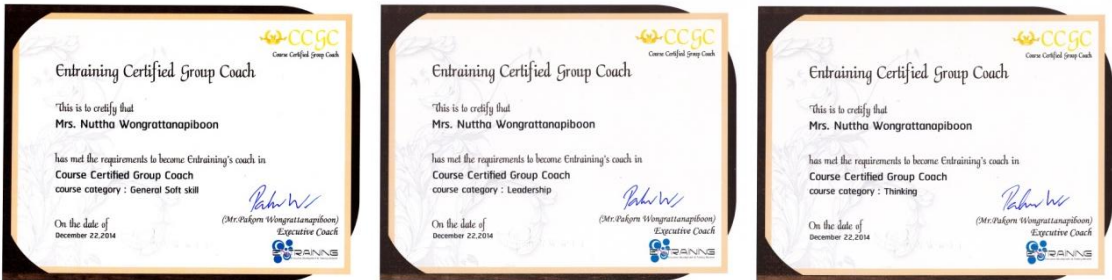 CCGC
Course Certified Group Coach
Entraining Certified Group Coach
This is to cretify that
Mrs. Nuttha Wongrattanapiboon
has met the requirements to become Entraining's coach in
Course Certified Group Coach
course category : General Soft skill
(Mr.Pakorn Wongrattanapiboon)
Executive Coach
On the date of
December 22,2014
CCGC
Course Certified Group Coach
Entraining Certified Group Coach
This is to cretify that
Mrs. Nuttha Wongrattanapiboon
has met the requirements to become Entraining's coach in
Course Certified Group Coach
course category : Leadership
(Mr.Pakorn Wongrattanapiboon)
Executive Coach
On the date of
December 22,2014
CCGC
Course Certified Group Coach
Entraining Certified Group Coach
This is to cretify that
Mrs. Nuttha Wongrattanapiboon
has met the requirements to become Entraining's coach in
Course Certified Group Coach
course category : Thinking
(Mr.Pakorn Wongrattanapiboon)
Executive Coach
On the date of
December 22,2014